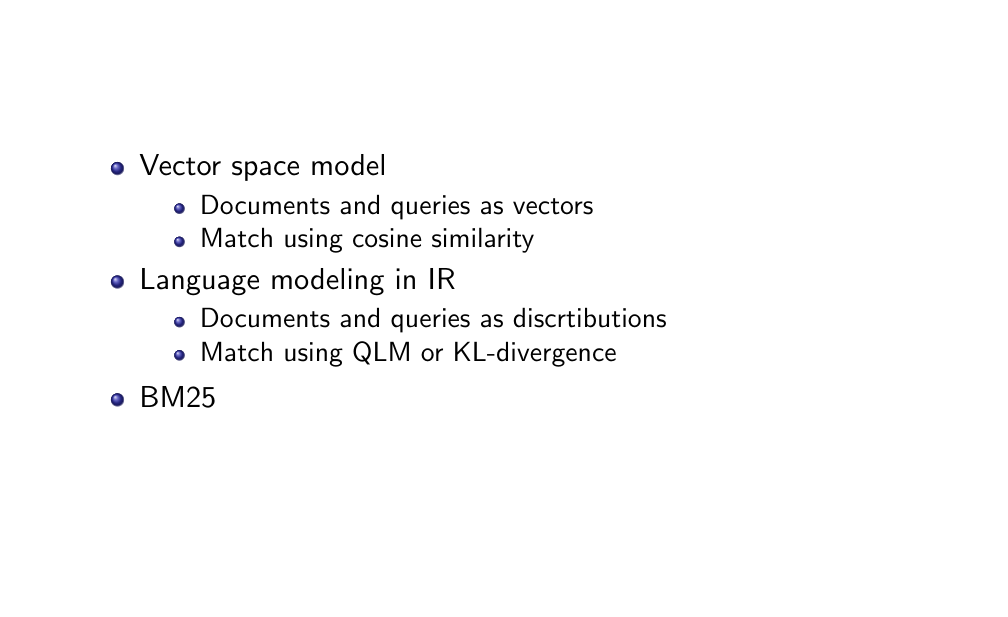 Vector space model
Documents and queries as vectors
Match using cosine similarity
Language modeling in IR
Documents and queries as discrtibutions
Match using QLM or KL-divergence
BM25